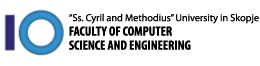 "Ss. Cyril and Methodius" University in Skopje
FACULTY OF COMPUTER
SCIENCE AND ENGINEERING